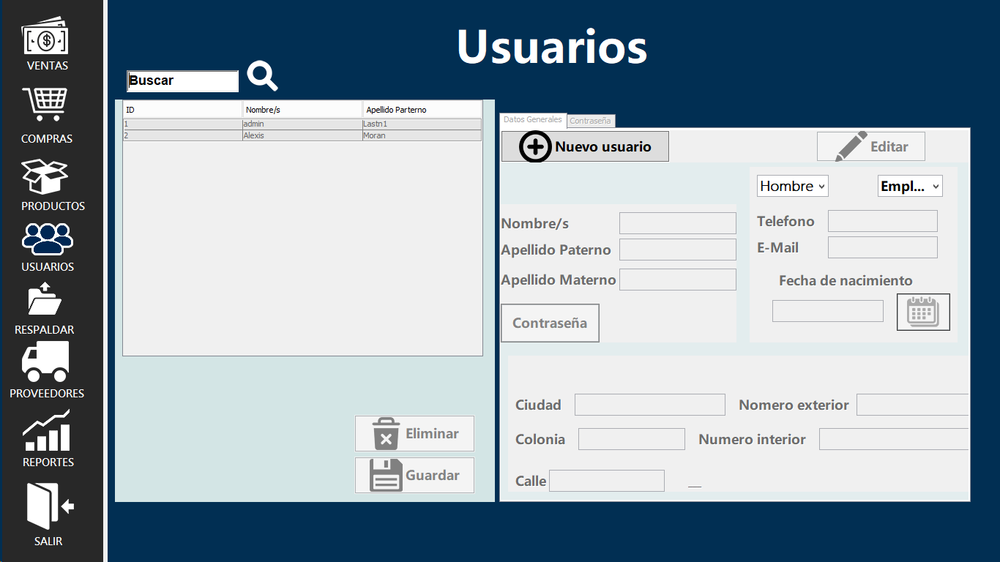 VENTAS
COMPRAS
PRODUCTOS
USUARIOS
RESPALDAR
PROVEEDORES
REPORTES
SALIR
Usuarios
Buscar
ID Nombre/s Apellido Parterno
1 admin Lastn1
2 Alexis Moran
Eliminar
Guardar
Datos Generales Contraseña
Nuevo usuario Editar
Hombre Empl...
Nombre/s
Apellido Paterno
Apellido Materno
Contraseña
Telefono
E-Mail
Fecha de nacimiento
Ciudad Nomero exterior
Colonia Numero interior
Calle __